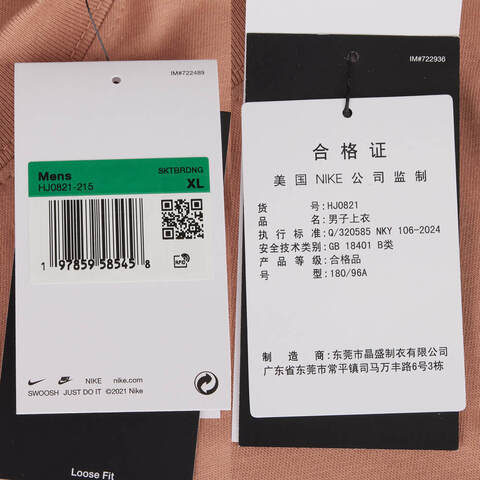 IM#722489
Mens
SKTBRDNG
HJ0821-215
XL
1 97859 58545 8
RFID
NIKE
nike.com
SWOOSH JUST DO IT ©2021 Nike
Loose Fit
IM#722936
合格证
美国 NIKE 公司监制
货号:HJ0821
品名:男子上衣
执行标准:Q/320585 NKY 106-2024
安全技术类别:GB 18401 B类
产品等级:合格品
号型:180/96A
制造商:东莞市晶盛制衣有限公司
广东省东莞市常平镇司马万丰路6号3栋